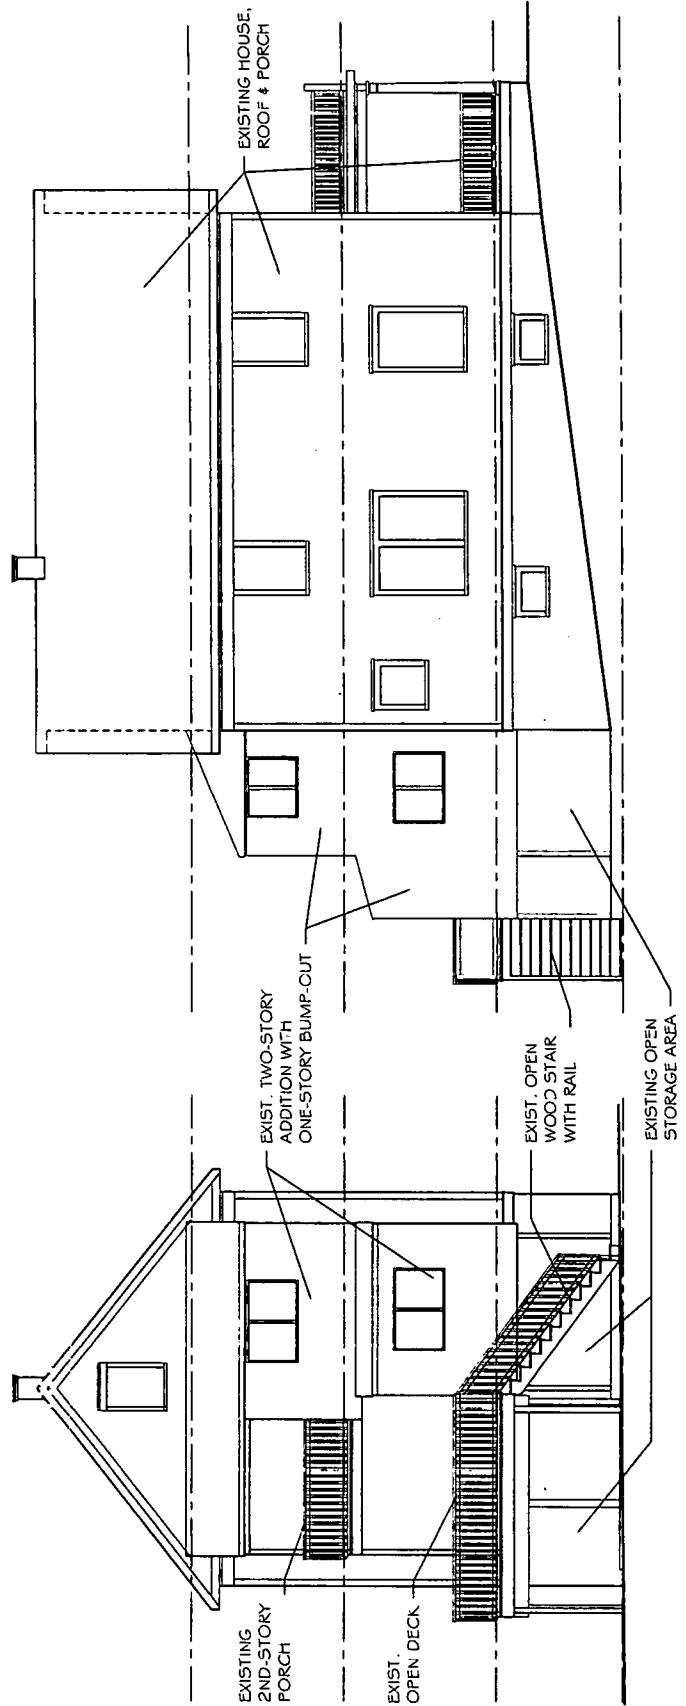 EXISTING HOUSE,
ROOF & PORCH
EXIST. TWO-STORY
ADDITION WITH
ONE-STORY BUMP-OUT
EXIST. OPEN
WOOD STAIR
WITH RAIL
EXISTING OPEN
STORAGE AREA
EXISTING
2ND-STORY
PORCH
EXIST.
OPEN DECK